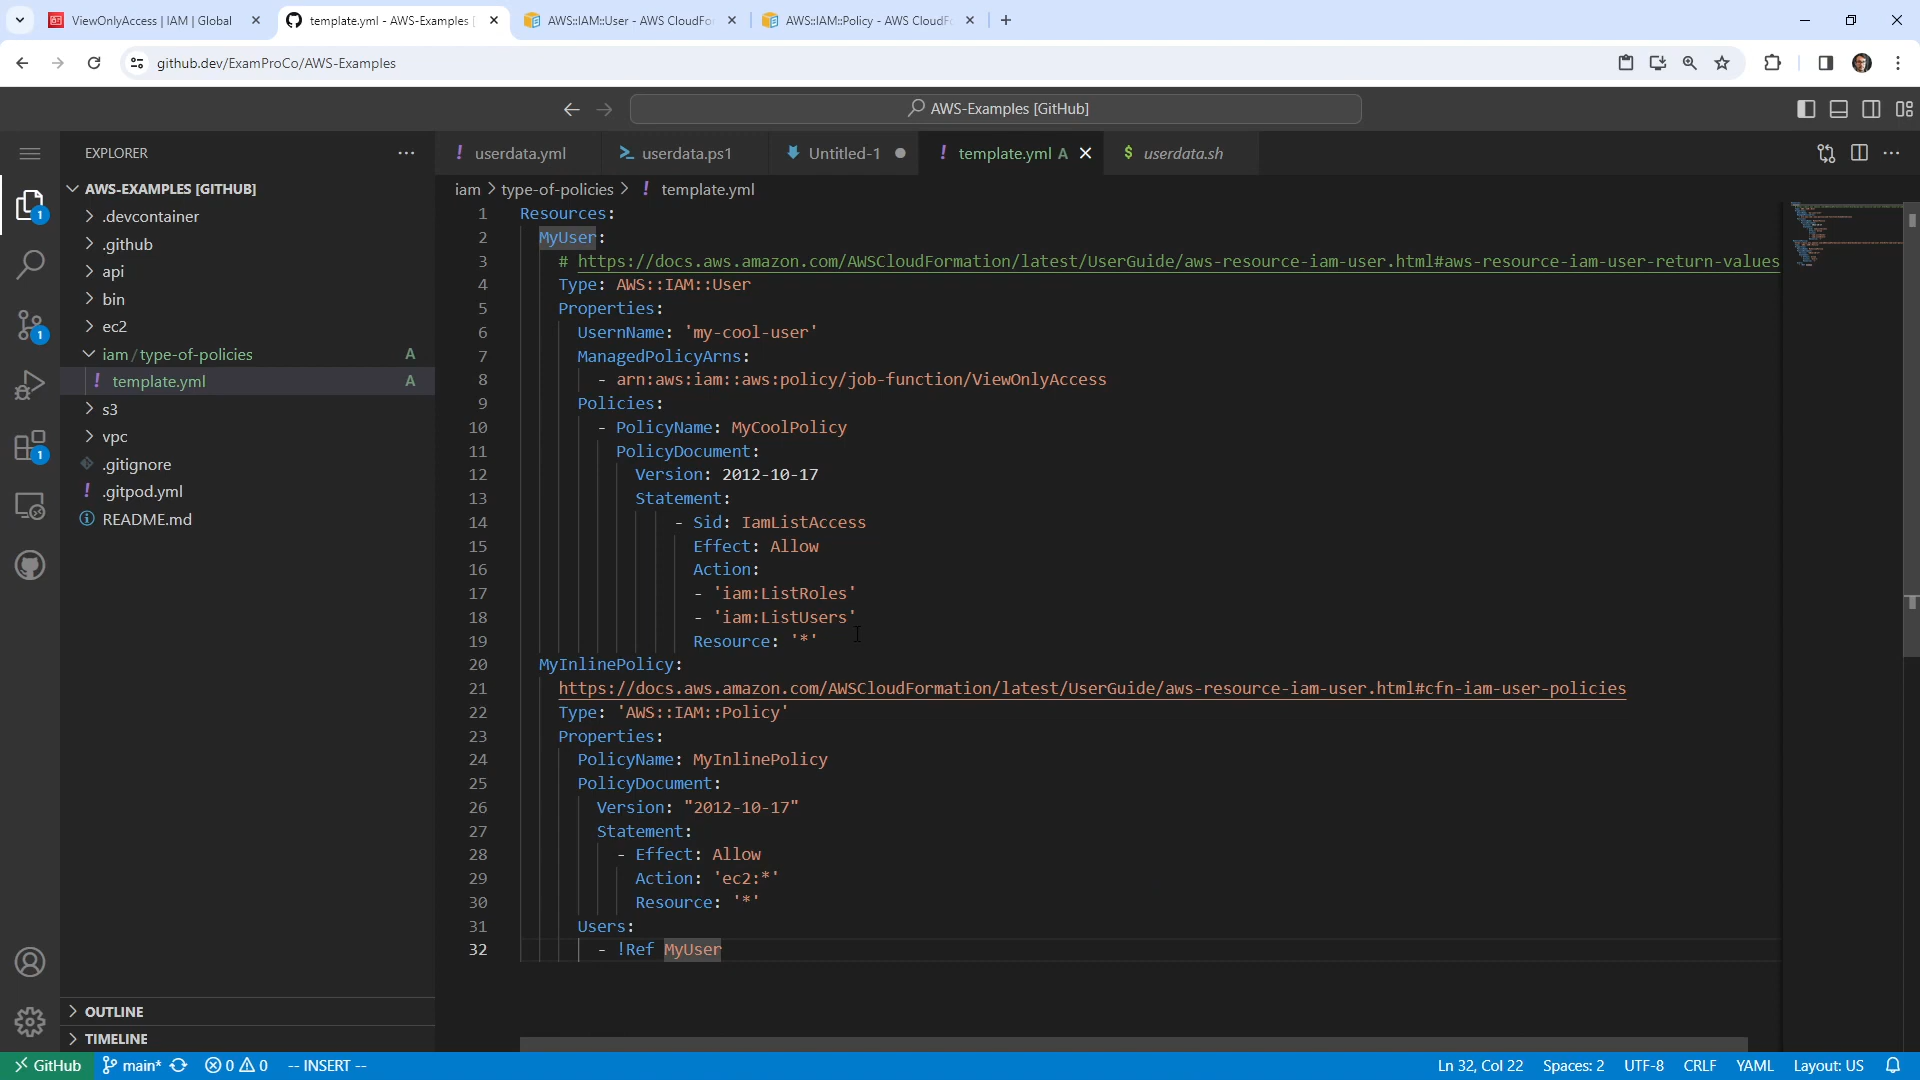 ViewOnlyAccess | IAM | Global
template.yml - AWS-Examples [
AWS::IAM::User - AWS CloudFo
AWS::IAM::Policy - AWS CloudF
github.dev/ExamProCo/AWS-Examples
AWS-Examples [GitHub]
EXPLORER
userdata.yml
userdata.ps1
Untitled-1
template.yml A
userdata.sh
AWS-EXAMPLES [GITHUB]
.devcontainer
.github
api
bin
ec2
iam / type-of-policies A
template.yml A
s3
vpc
.gitignore
.gitpod.yml
README.md
OUTLINE
TIMELINE
1
1
1
iam > type-of-policies > ! template.yml
1 Resources:
2 MyUser:
3 # https://docs.aws.amazon.com/AWSCloudFormation/latest/UserGuide/aws-resource-iam-user.html#aws-resource-iam-user-return-values
4 Type: AWS::IAM::User
5 Properties:
6 UsernName: 'my-cool-user'
7 ManagedPolicyArns:
8 - arn:aws:iam::aws:policy/job-function/ViewOnlyAccess
9 Policies:
10 - PolicyName: MyCoolPolicy
11 PolicyDocument:
12 Version: 2012-10-17
13 Statement:
14 - Sid: IamListAccess
15 Effect: Allow
16 Action:
17 - 'iam:ListRoles'
18 - 'iam:ListUsers'
19 Resource: '*'
20 MyInlinePolicy:
21 https://docs.aws.amazon.com/AWSCloudFormation/latest/UserGuide/aws-resource-iam-user.html#cfn-iam-user-policies
22 Type: 'AWS::IAM::Policy'
23 Properties:
24 PolicyName: MyInlinePolicy
25 PolicyDocument:
26 Version: "2012-10-17"
27 Statement:
28 - Effect: Allow
29 Action: 'ec2:*'
30 Resource: '*'
31 Users:
32 - !Ref MyUser
GitHub
main*
0 0
-- INSERT --
Ln 32, Col 22
Spaces: 2
UTF-8
CRLF
YAML
Layout: US